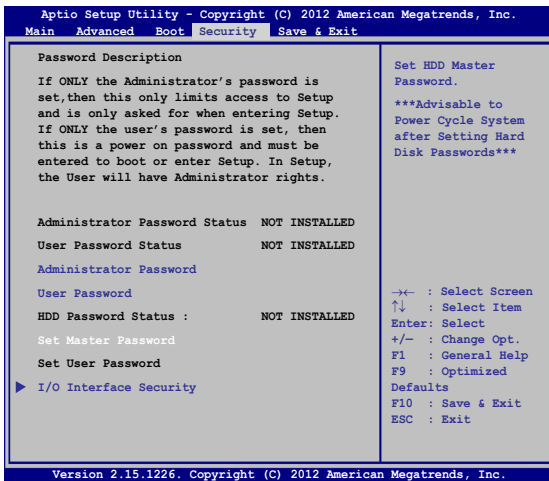 Aptio Setup Utility - Copyright (C) 2012 American Megatrends, Inc.
Main Advanced Boot Security Save & Exit
Password Description
If ONLY the Administrator's password is
set,then this only limits access to Setup
and is only asked for when entering Setup.
If ONLY the user's password is set, then
this is a power on password and must be
entered to boot or enter Setup. In Setup,
the User will have Administrator rights.
Administrator Password Status NOT INSTALLED
User Password Status NOT INSTALLED
Administrator Password
User Password
HDD Password Status : NOT INSTALLED
Set Master Password
Set User Password
I/O Interface Security
Set HDD Master
Password.
***Advisable to
Power Cycle System
after Setting Hard
Disk Passwords***
→← : Select Screen
↑↓ : Select Item
Enter: Select
+/— : Change Opt.
F1 : General Help
F9 : Optimized
Defaults
F10 : Save & Exit
ESC : Exit
Version 2.15.1226. Copyright (C) 2012 American Megatrends, Inc.